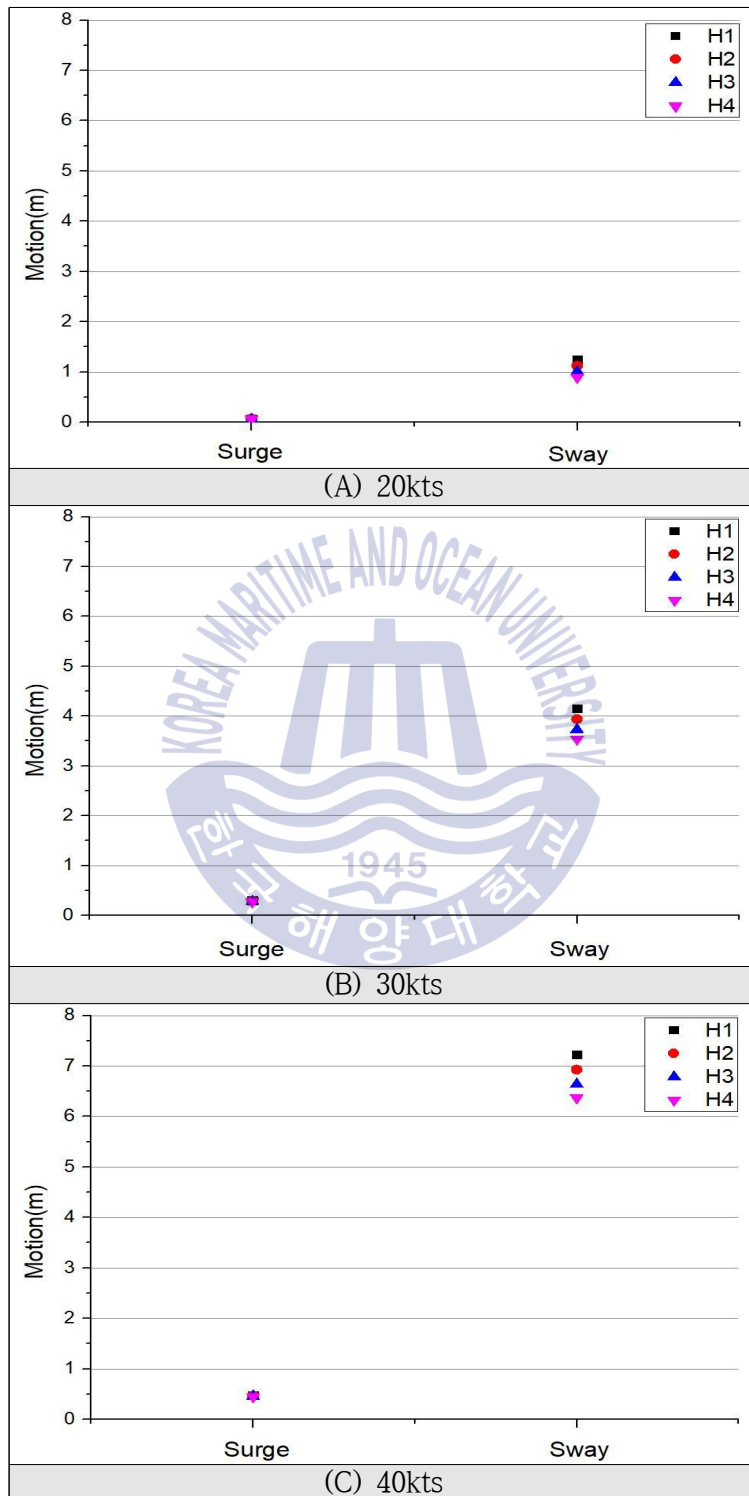 8
7
6
5
4
3
2
1
0
Motion(m)
H1
H2
H3
H4
Surge
Sway
(A) 20kts
8
7
6
5
4
3
2
1
0
Motion(m)
H1
H2
H3
H4
KOREA MARITIME AND OCEAN UNIVERSITY
1945
한국해양대학교
Surge
Sway
(B) 30kts
8
7
6
5
4
3
2
1
0
Motion(m)
H1
H2
H3
H4
Surge
Sway
(C) 40kts